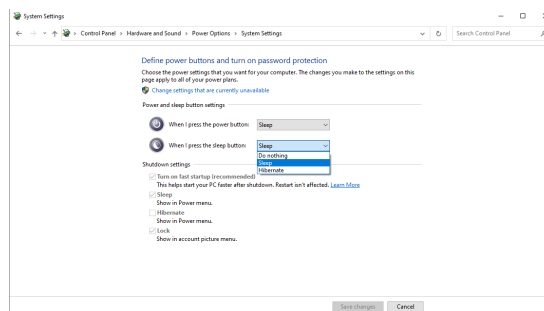 System Settings
Control Panel > Hardware and Sound > Power Options > System Settings
Search Control Panel
Define power buttons and turn on password protection
Choose the power settings that you want for your computer. The changes you make to the settings on this
page apply to all of your power plans.
Change settings that are currently unavailable
Power and sleep button settings
When I press the power button: Sleep
When I press the sleep button: Sleep
Do nothing
Sleep
Hibernate
Shutdown settings
Turn on fast startup (recommended)
This helps start your PC faster after shutdown. Restart isn't affected. Learn More
Sleep
Show in Power menu.
Hibernate
Show in Power menu.
Lock
Show in account picture menu.
Save changes Cancel